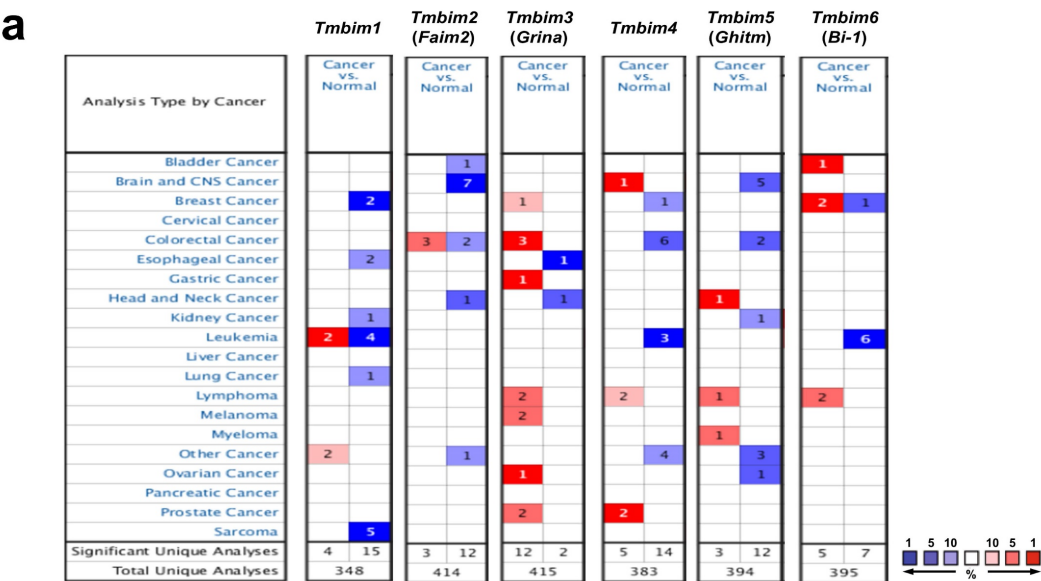 a
Tmbim1 Tmbim2 (Faim2) Tmbim3 (Grina) Tmbim4 Tmbim5 (Ghitm) Tmbim6 (Bi-1)
Analysis Type by Cancer Cancer vs. Normal Cancer vs. Normal Cancer vs. Normal Cancer vs. Normal Cancer vs. Normal Cancer vs. Normal
Bladder Cancer 1 1
Brain and CNS Cancer 7 1 5
Breast Cancer 2 1 1 2 1
Cervical Cancer
Colorectal Cancer 3 2 3 6 2
Esophageal Cancer 2 1
Gastric Cancer 1
Head and Neck Cancer 1 1 1
Kidney Cancer 1 1
Leukemia 2 4 3 6
Liver Cancer
Lung Cancer 1
Lymphoma 2 2 1 2
Melanoma 2
Myeloma 1
Other Cancer 2 1 4 3
Ovarian Cancer 1 1
Pancreatic Cancer
Prostate Cancer 2 2
Sarcoma 5
Significant Unique Analyses 4 15 3 12 12 2 5 14 3 12 5 7
Total Unique Analyses 348 414 415 383 394 395
1 5 10 10 5 1
%